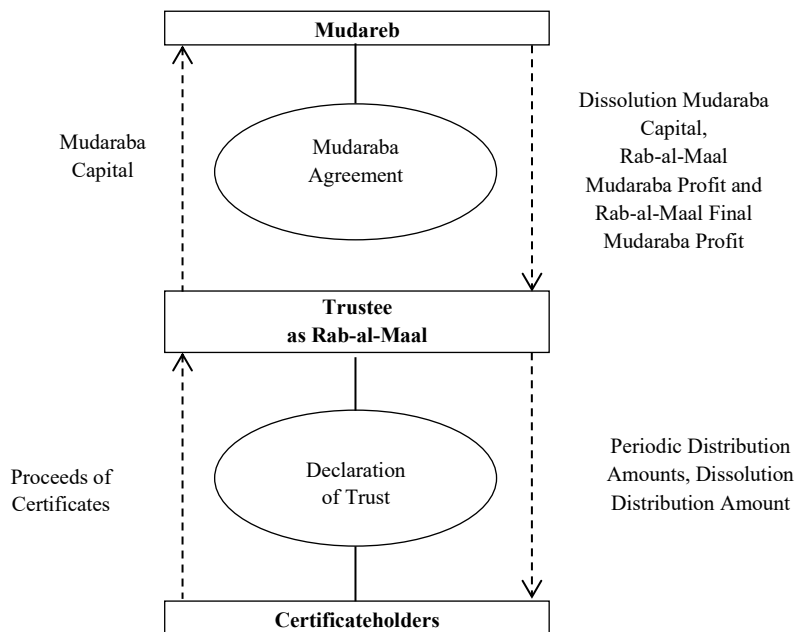 Mudareb
Mudaraba
Capital
Mudaraba
Agreement
Dissolution Mudaraba
Capital,
Rab-al-Maal
Mudaraba Profit and
Rab-al-Maal Final
Mudaraba Profit
Trustee
as Rab-al-Maal
Proceeds of
Certificates
Declaration
of Trust
Periodic Distribution
Amounts, Dissolution
Distribution Amount
Certificateholders